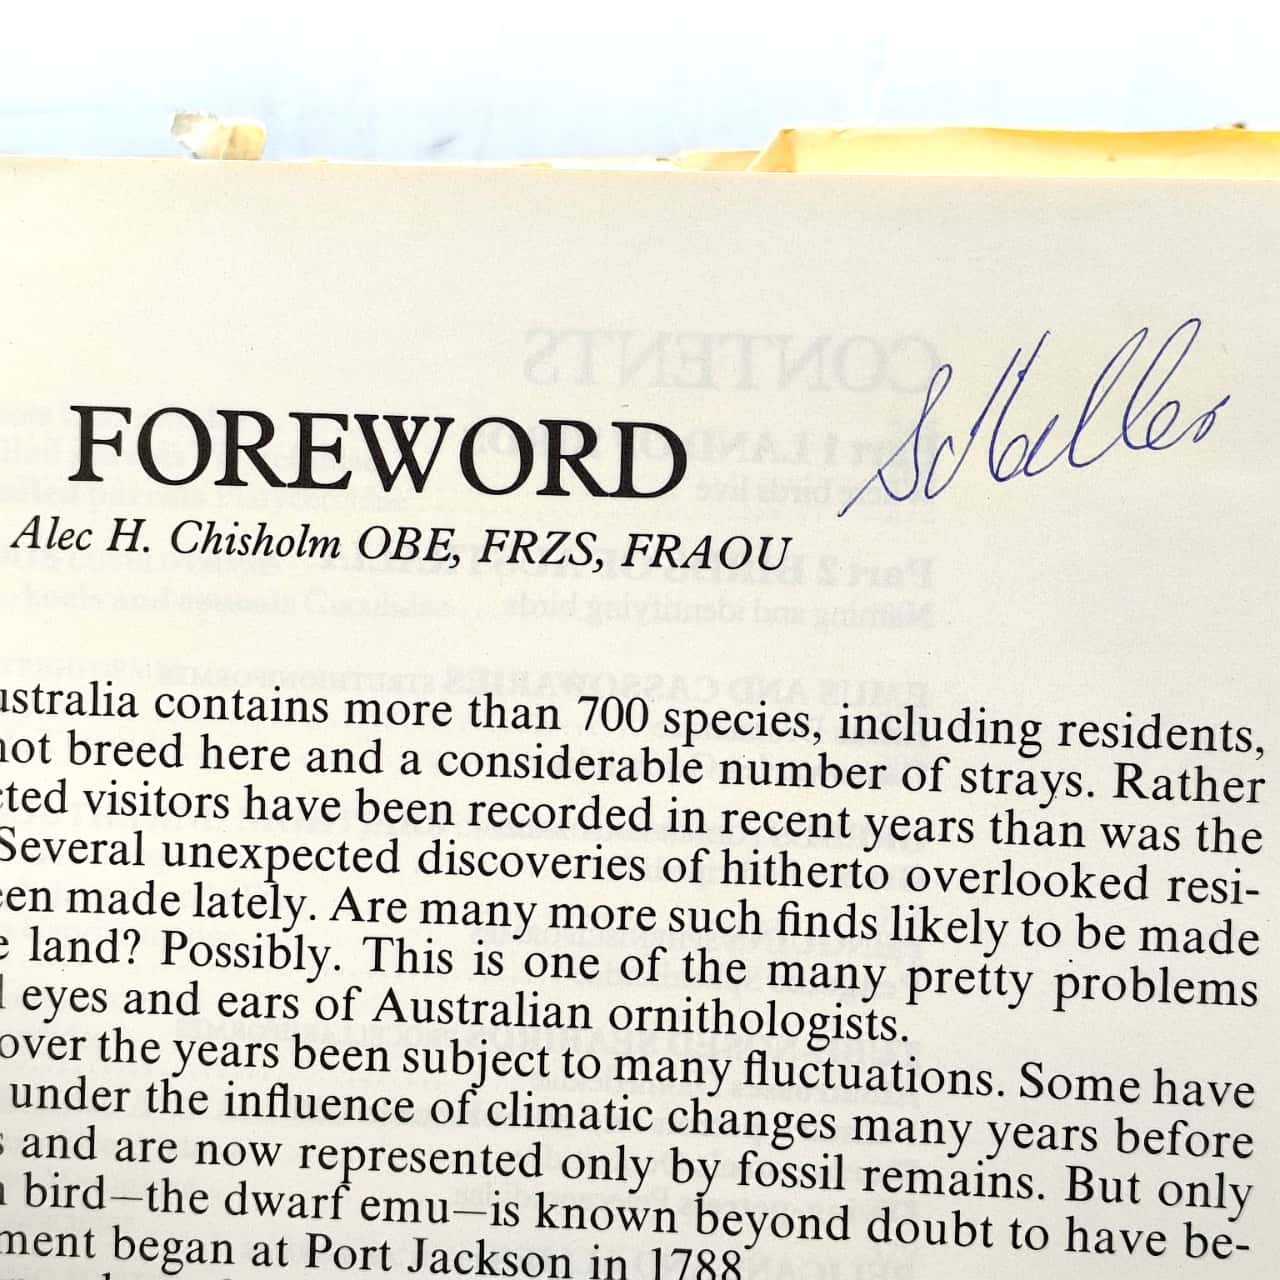 FOREWORD
Alec H. Chisholm OBE, FRZS, FRAOU
ustralia contains more than 700 species, including residents,
not breed here and a considerable number of strays. Rather
cted visitors have been recorded in recent years than was the
Several unexpected discoveries of hitherto overlooked resi-
een made lately. Are many more such finds likely to be made
e land? Possibly. This is one of the many pretty problems
l eyes and ears of Australian ornithologists.
over the years been subject to many fluctuations. Some have
under the influence of climatic changes many years before
s and are now represented only by fossil remains. But only
n bird—the dwarf emu—is known beyond doubt to have be-
ment began at Port Jackson in 1788